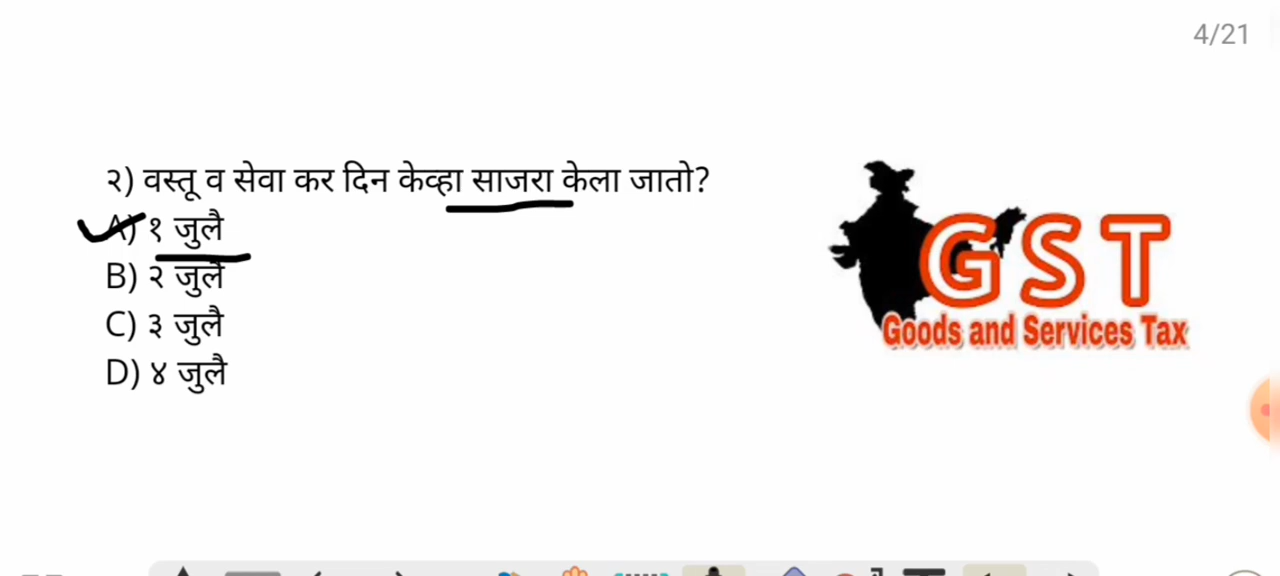 4/21
२) वस्तू व सेवा कर दिन केव्हा साजरा केला जातो?
A) १ जुलै
B) २ जुलै
C) ३ जुलै
D) ४ जुलै
GST
Goods and Services Tax